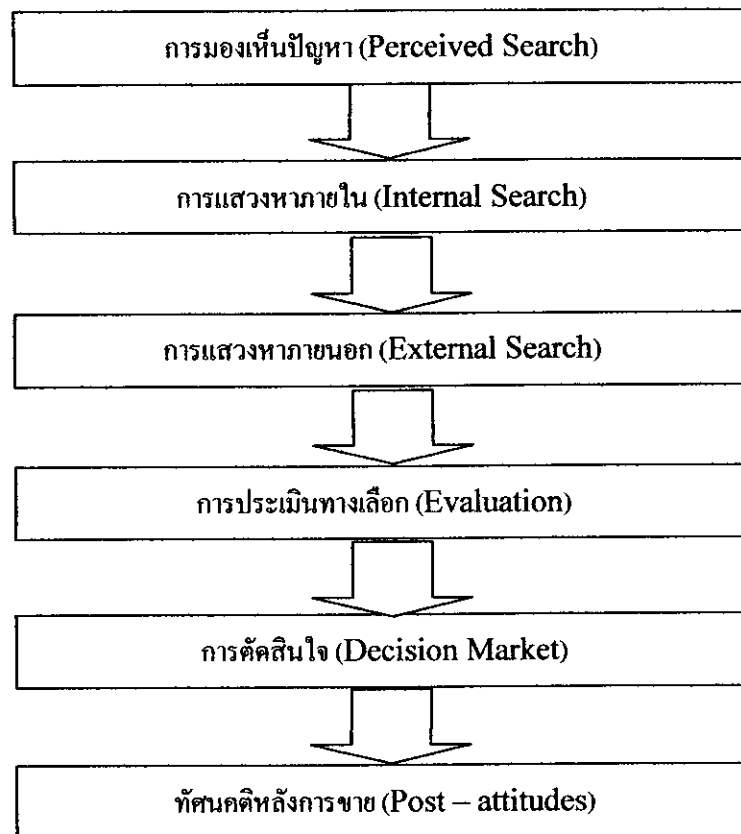 การมองเห็นปัญหา (Perceived Search)
การแสวงหาภายใน (Internal Search)
การแสวงหาภายนอก (External Search)
การประเมินทางเลือก (Evaluation)
การตัดสินใจ (Decision Market)
ทัศนคติหลังการขาย (Post – attitudes)